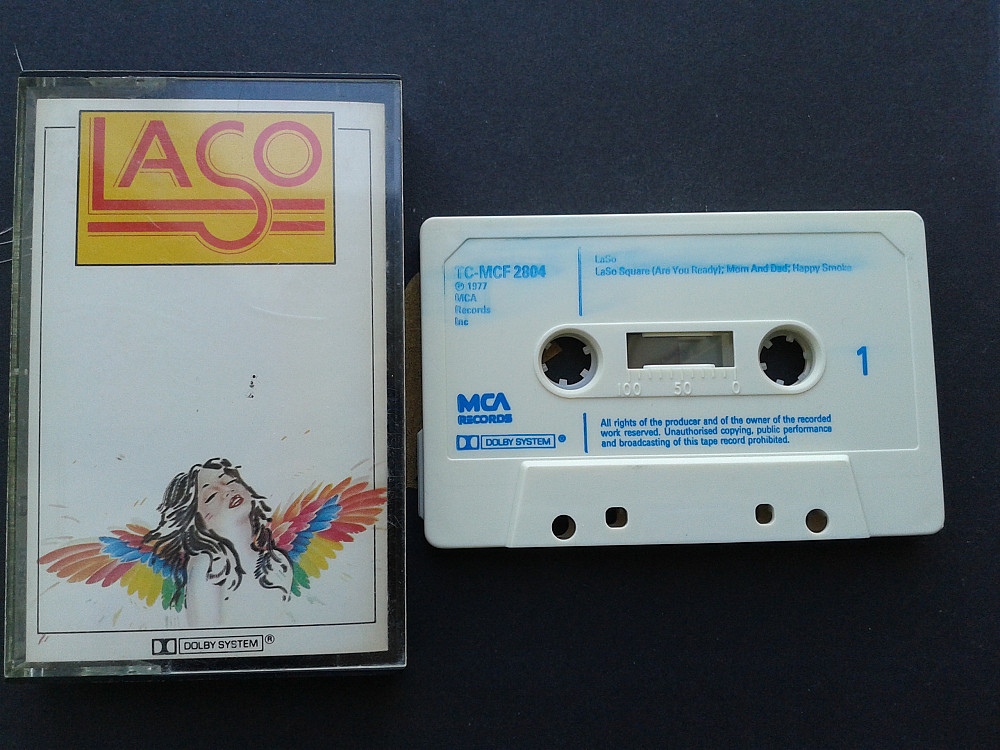 LASO
DOLBY SYSTEM®
TC-MCF 2804
℗ 1977
MCA
Records
Inc
LaSo
LaSo Square (Are You Ready); Mom And Dad; Happy Smoke
100 50 0
1
MCA
RECORDS
DOLBY SYSTEM®
All rights of the producer and of the owner of the recorded
work reserved. Unauthorised copying, public performance
and broadcasting of this tape record prohibited.